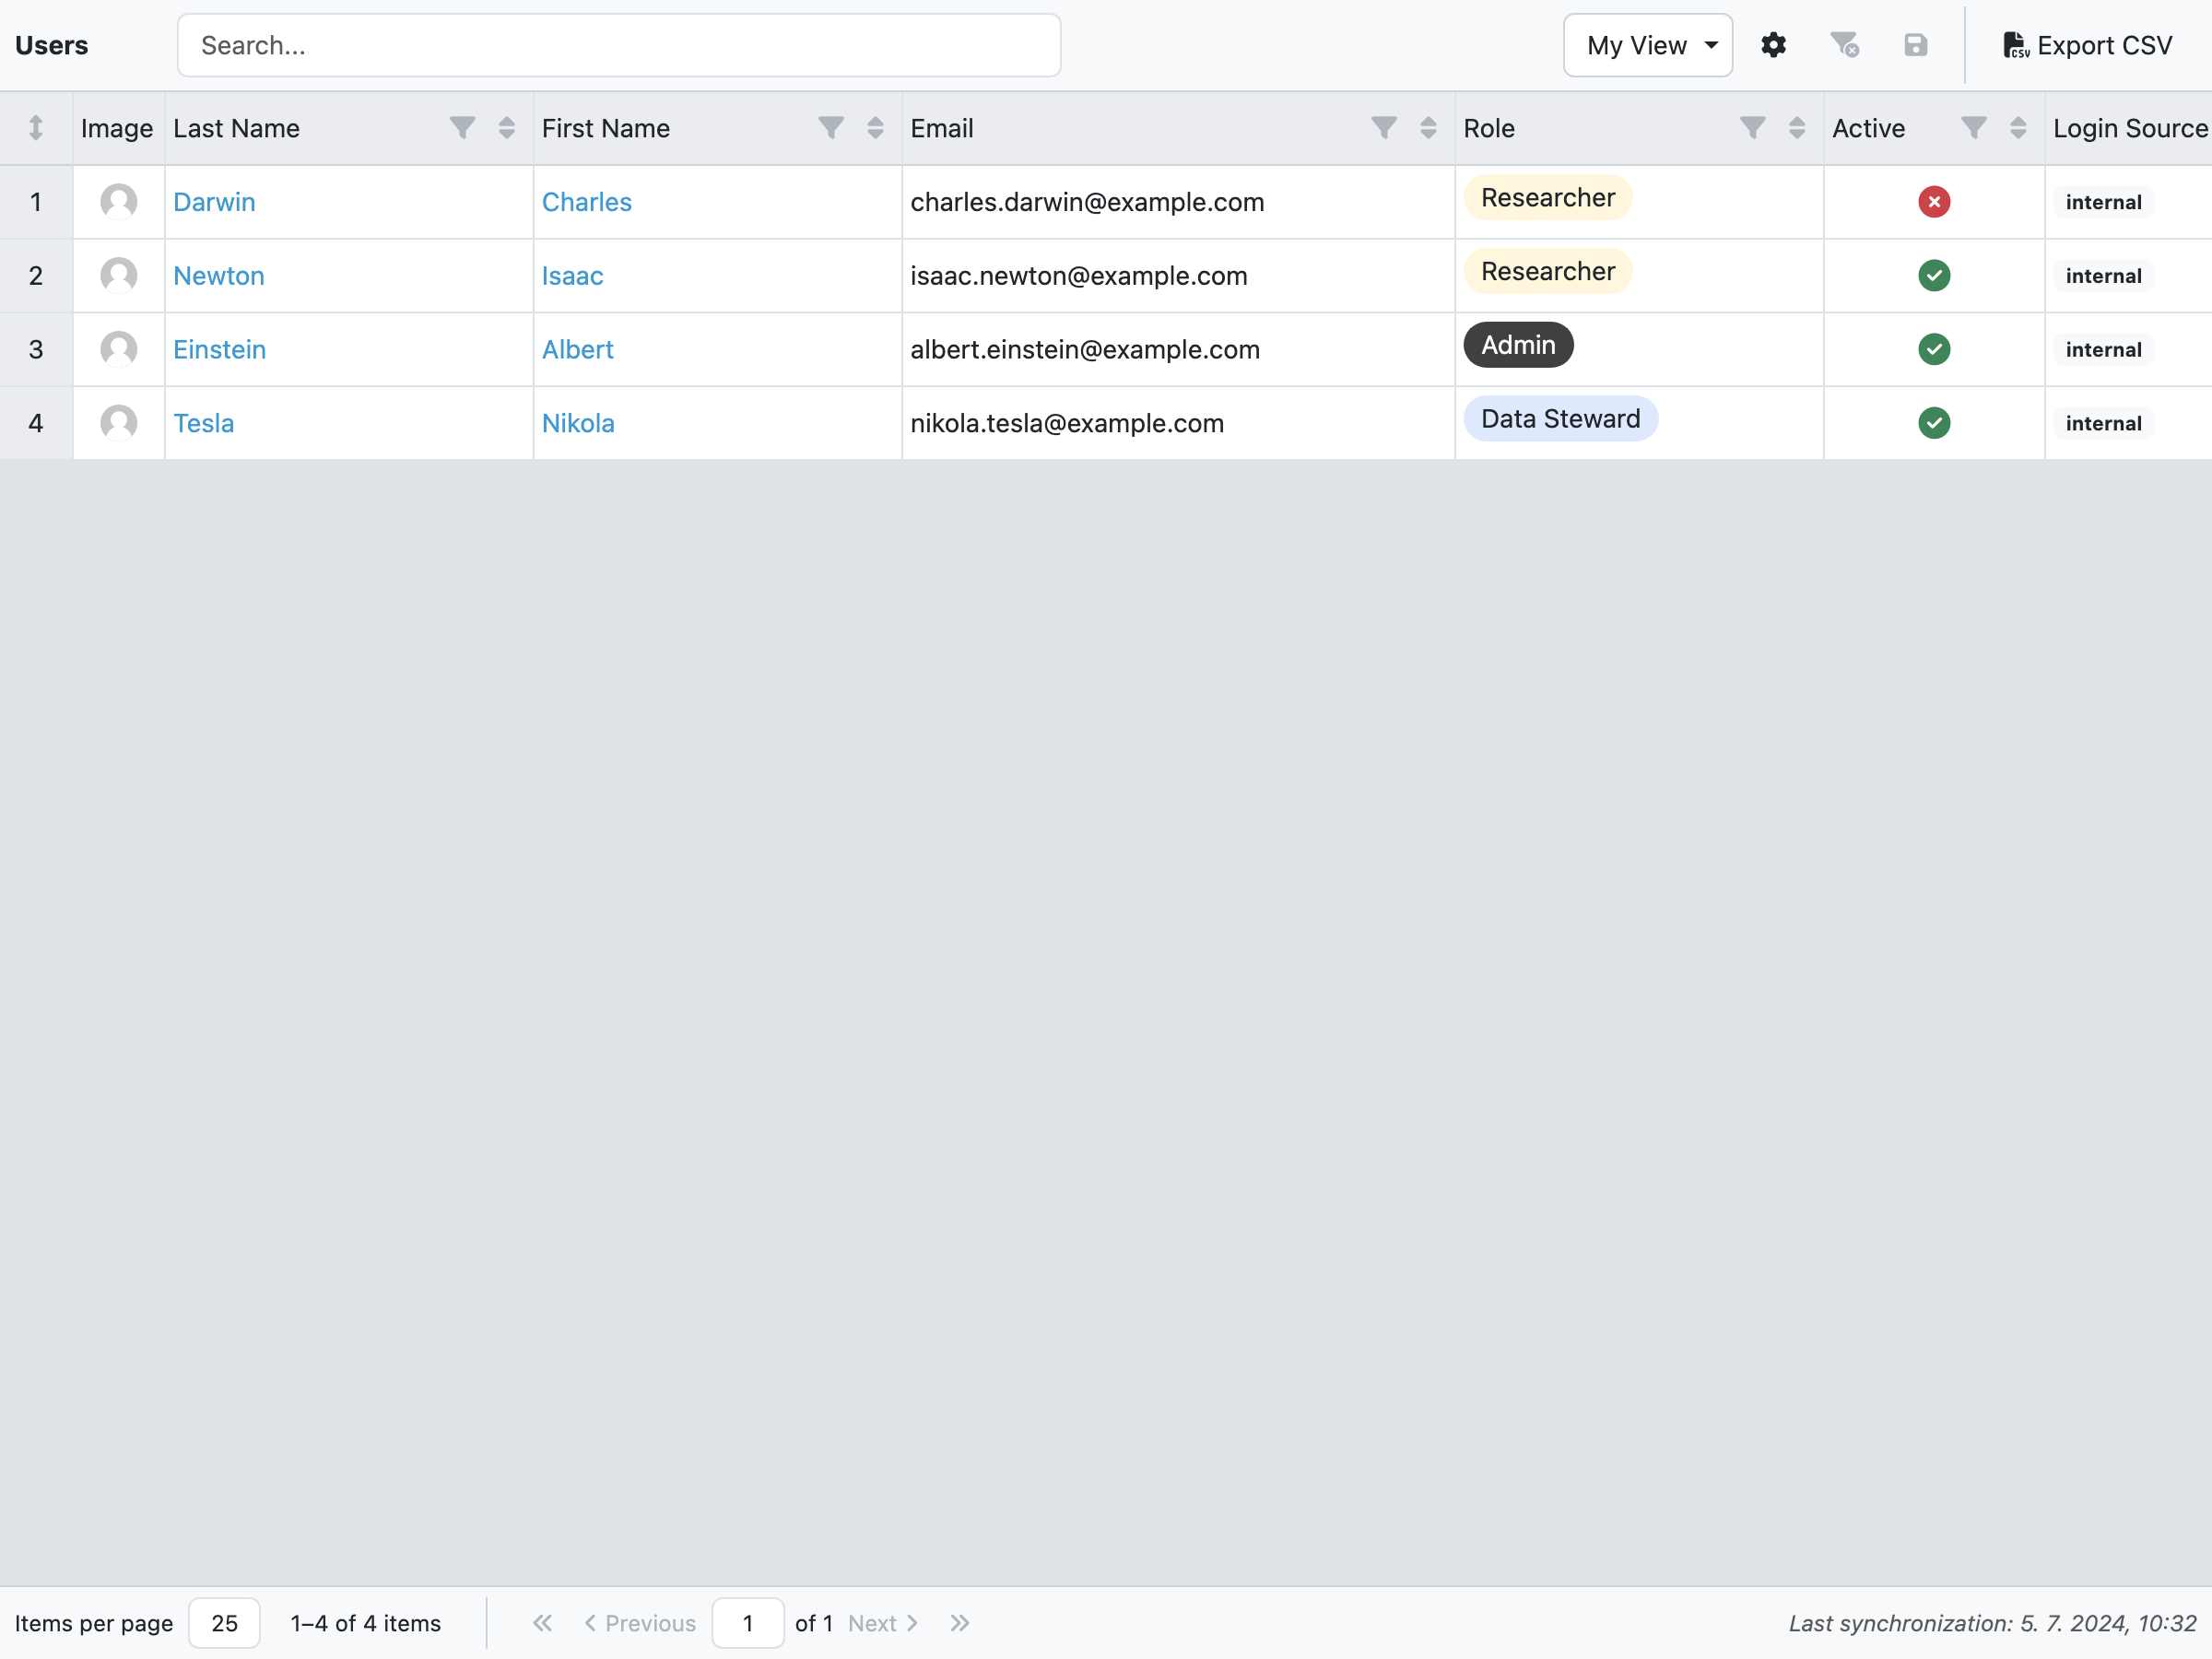 Users Search... My View Export CSV
Image Last Name First Name Email Role Active Login Source
1 Darwin Charles charles.darwin@example.com Researcher internal
2 Newton Isaac isaac.newton@example.com Researcher internal
3 Einstein Albert albert.einstein@example.com Admin internal
4 Tesla Nikola nikola.tesla@example.com Data Steward internal
Items per page 25 1–4 of 4 items Previous 1 of 1 Next Last synchronization: 5. 7. 2024, 10:32